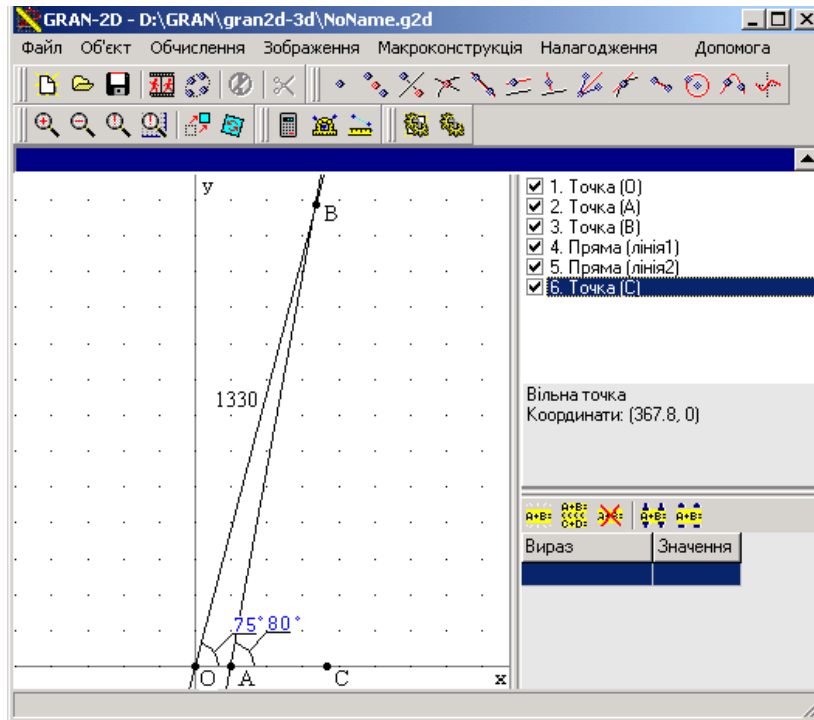 GRAN-2D - D:\GRAN\gran2d-3d\NoName.g2d
Файл Об'єкт Обчислення Зображення Макроконструкція Налагодження Допомога
y
B
1330
75° 80°
O A C x
1. Точка (O)
2. Точка (A)
3. Точка (B)
4. Пряма (лінія1)
5. Пряма (лінія2)
6. Точка (C)
Вільна точка
Координати: (367.8, 0)
A+B= A+B= C+D= A+B= A+B= A+B=
Вираз Значення